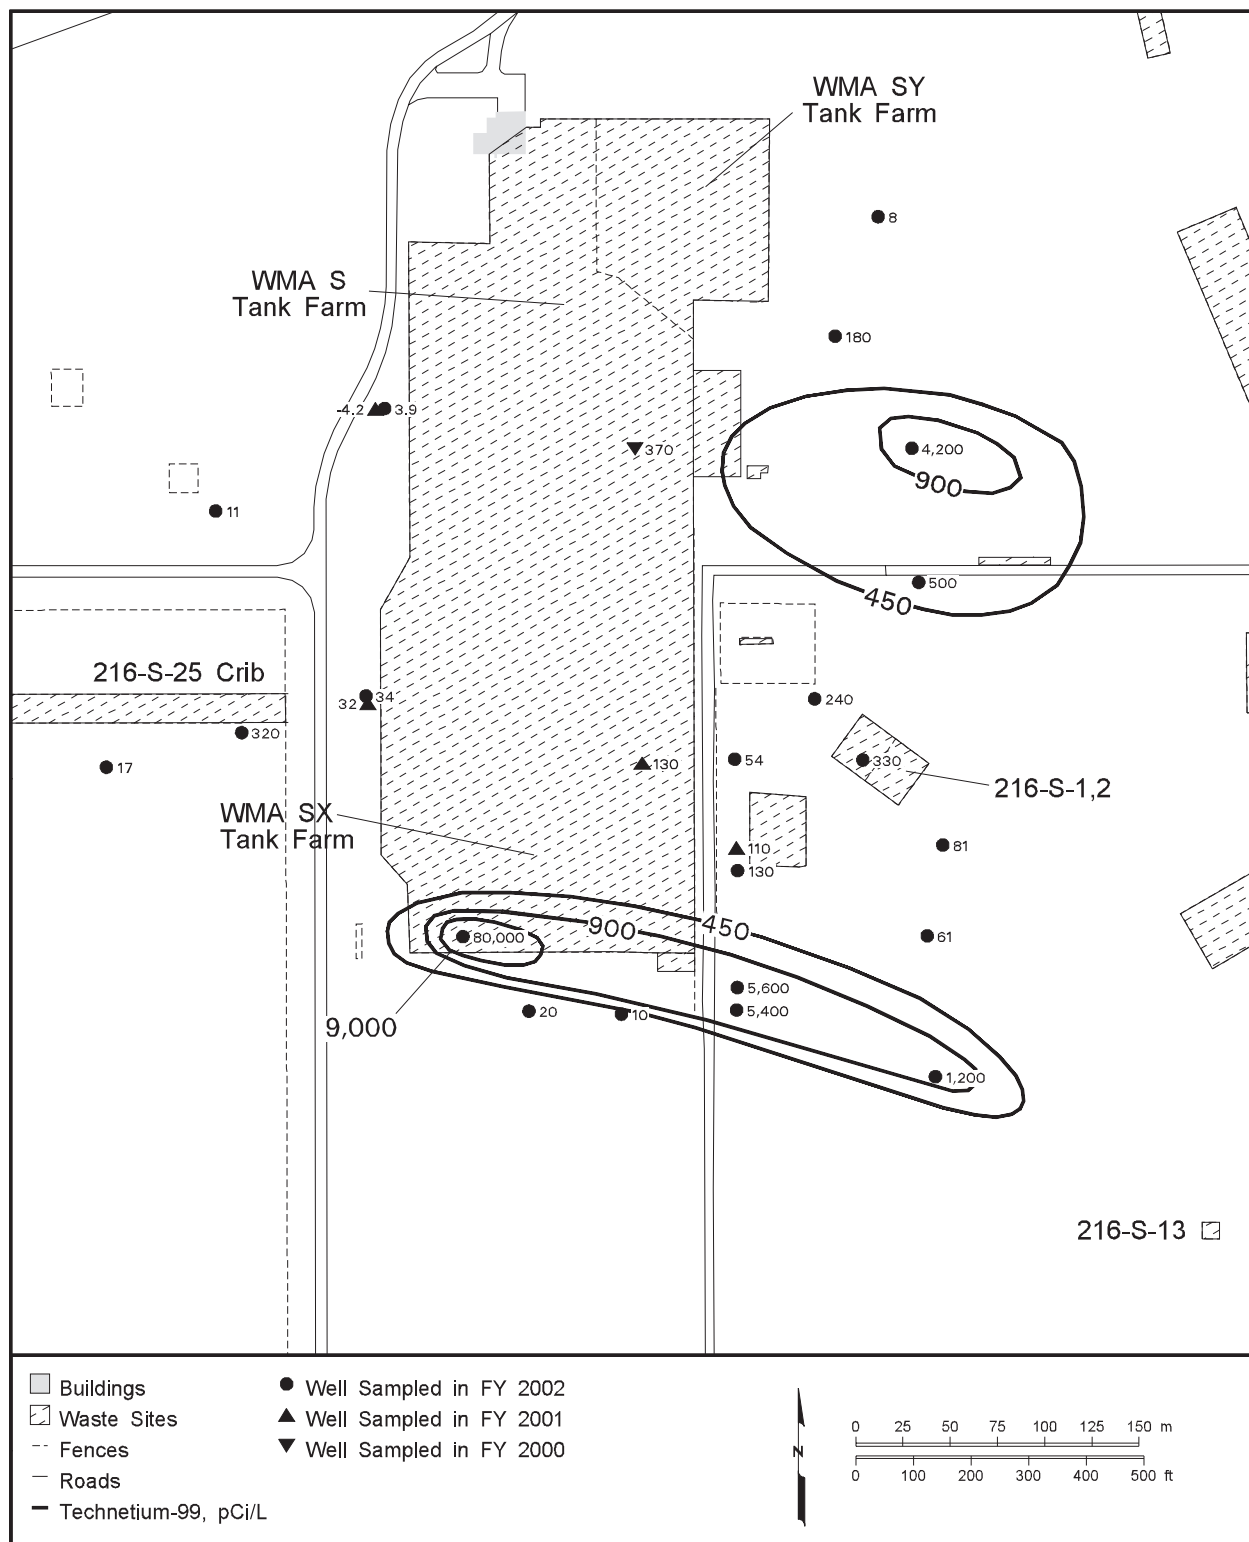 WMA SY
Tank Farm
8
WMA S
Tank Farm
180
-4.2
3.9
370
4,200
900
11
500
450
216-S-25 Crib
34
32
240
320
17
54
130
330
216-S-1,2
WMA SX
Tank Farm
110
81
130
900
450
80,000
61
5,600
5,400
20
10
9,000
1,200
216-S-13
Buildings
Waste Sites
Fences
Roads
Technetium-99, pCi/L
Well Sampled in FY 2002
Well Sampled in FY 2001
Well Sampled in FY 2000
N
0 25 50 75 100 125 150 m
0 100 200 300 400 500 ft